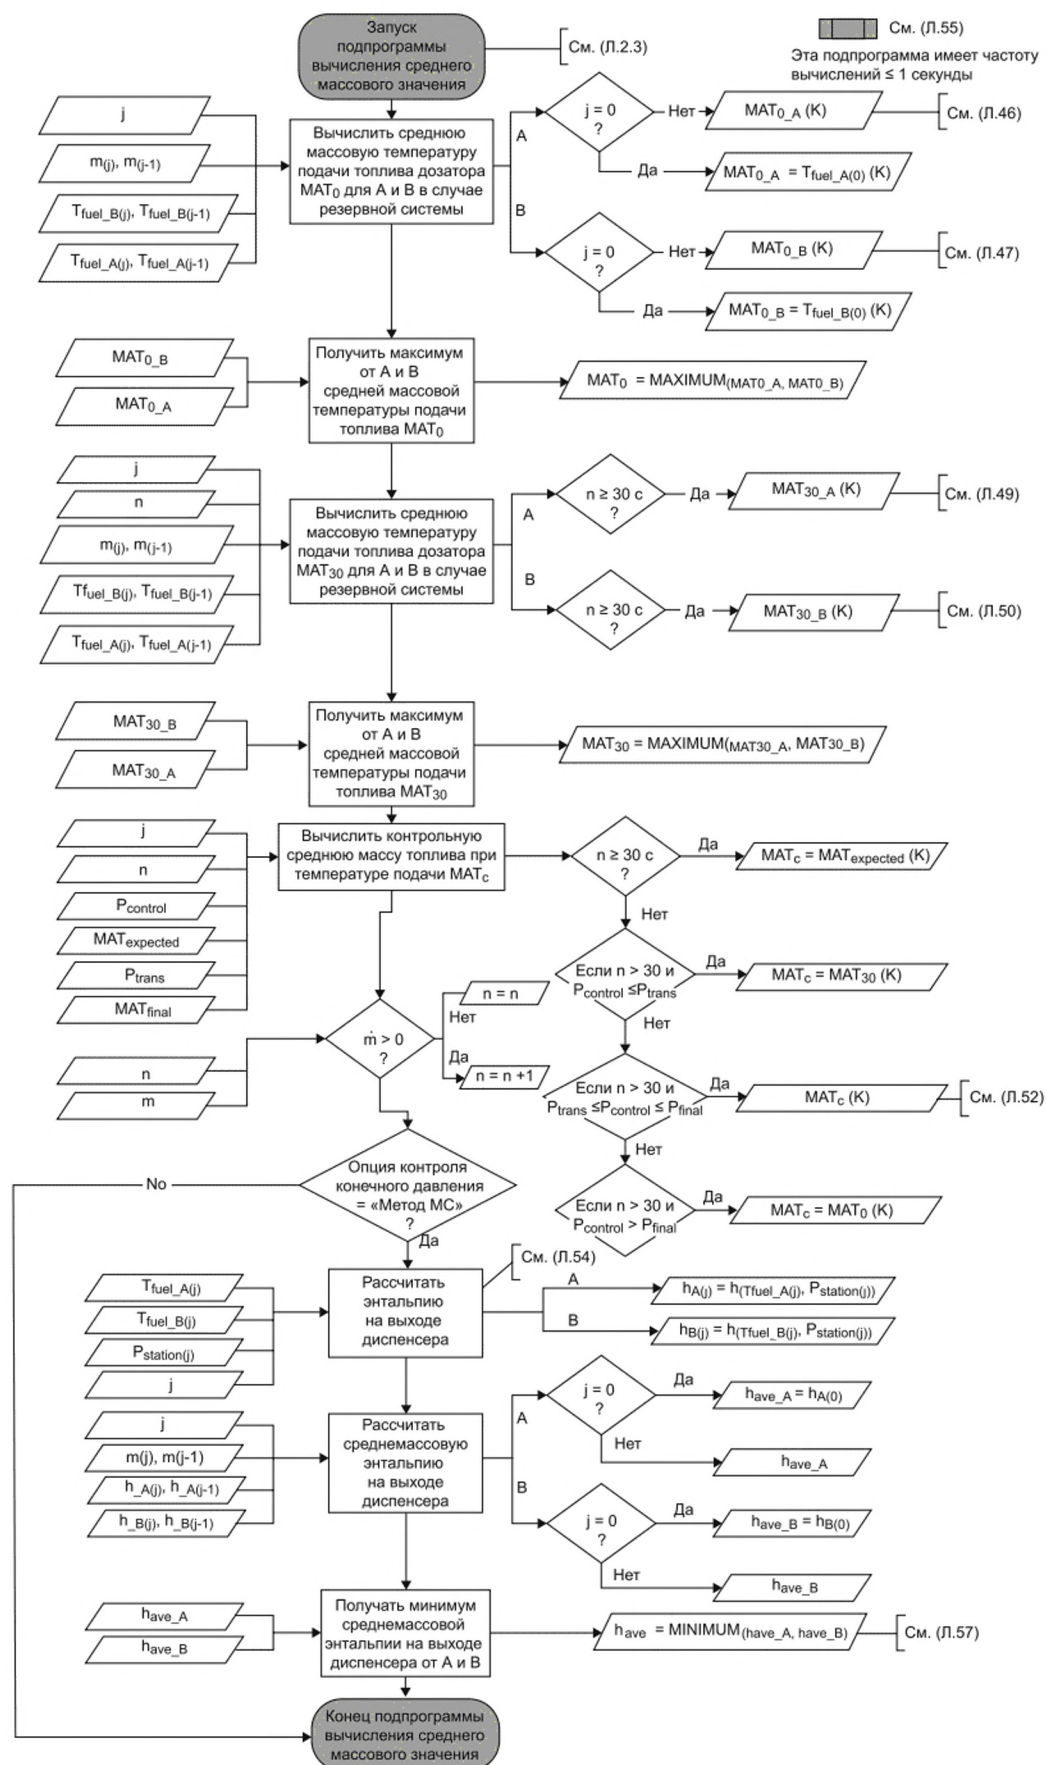 Запуск
подпрограммы
вычисления среднего
массового значения
См. (Л.2.3)
См. (Л.55)
Эта подпрограмма имеет частоту
вычислений ≤ 1 секунды
j
m(j), m(j-1)
Tfuel_B(j), Tfuel_B(j-1)
Tfuel_A(j), Tfuel_A(j-1)
Вычислить среднюю
массовую температуру
подачи топлива дозатора
MAT0 для A и B в случае
резервной системы
A
B
j = 0
?
Нет
MAT0_A (K)
См. (Л.46)
Да
MAT0_A = Tfuel_A(0) (K)
j = 0
?
Нет
MAT0_B (K)
См. (Л.47)
Да
MAT0_B = Tfuel_B(0) (K)
MAT0_B
MAT0_A
Получить максимум
от A и B
средней массовой
температуры подачи
топлива MAT0
MAT0 = MAXIMUM(MAT0_A, MAT0_B)
j
n
m(j), m(j-1)
Tfuel_B(j), Tfuel_B(j-1)
Tfuel_A(j), Tfuel_A(j-1)
Вычислить среднюю
массовую температуру
подачи топлива дозатора
MAT30 для A и B в случае
резервной системы
A
B
n ≥ 30 c
?
Да
MAT30_A (K)
См. (Л.49)
n ≥ 30 c
?
Да
MAT30_B (K)
См. (Л.50)
MAT30_B
MAT30_A
Получить максимум
от A и B
средней массовой
температуры подачи
топлива MAT30
MAT30 = MAXIMUM(MAT30_A, MAT30_B)
j
n
Pcontrol
MATexpected
Ptrans
MATfinal
Вычислить контрольную
среднюю массу топлива при
температуре подачи MATc
n ≥ 30 c
?
Да
MATc = MATexpected (K)
Нет
Если n > 30 и
Pcontrol ≤Ptrans
Да
MATc = MAT30 (K)
Нет
Если n > 30 и
Ptrans ≤Pcontrol ≤ Pfinal
Да
MATc (K)
См. (Л.52)
Нет
Если n > 30 и
Pcontrol > Pfinal
Да
MATc = MAT0 (K)
n
m
ṁ > 0
?
n = n
Нет
Да
n = n +1
Опция контроля
конечного давления
= «Метод MC»
?
No
Да
Tfuel_A(j)
Tfuel_B(j)
Pstation(j)
j
Рассчитать
энтальпию
на выходе
диспенсера
См. (Л.54)
A
hA(j) = h(Tfuel_A(j), Pstation(j))
B
hB(j) = h(Tfuel_B(j), Pstation(j))
j
m(j), m(j-1)
h_A(j), h_A(j-1)
h_B(j), h_B(j-1)
Рассчитать
среднемассовую
энтальпию
на выходе
диспенсера
A
B
j = 0
?
Да
have_A = hA(0)
Нет
have_A
j = 0
?
Да
have_B = hB(0)
Нет
have_B
have_A
have_B
Получать минимум
среднемассовой
энтальпии на выходе
диспенсера от A и B
have = MINIMUM(have_A, have_B)
См. (Л.57)
Конец подпрограммы
вычисления среднего
массового значения